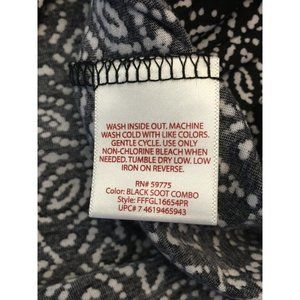 WASH INSIDE OUT. MACHINE
WASH COLD WITH LIKE COLORS.
GENTLE CYCLE. USE ONLY
NON-CHLORINE BLEACH WHEN
NEEDED. TUMBLE DRY LOW. LOW
IRON ON REVERSE.
RN# 59775
Color: BLACK SOOT COMBO
Style: FFFGL16654PR
UPC# 7 4619465943